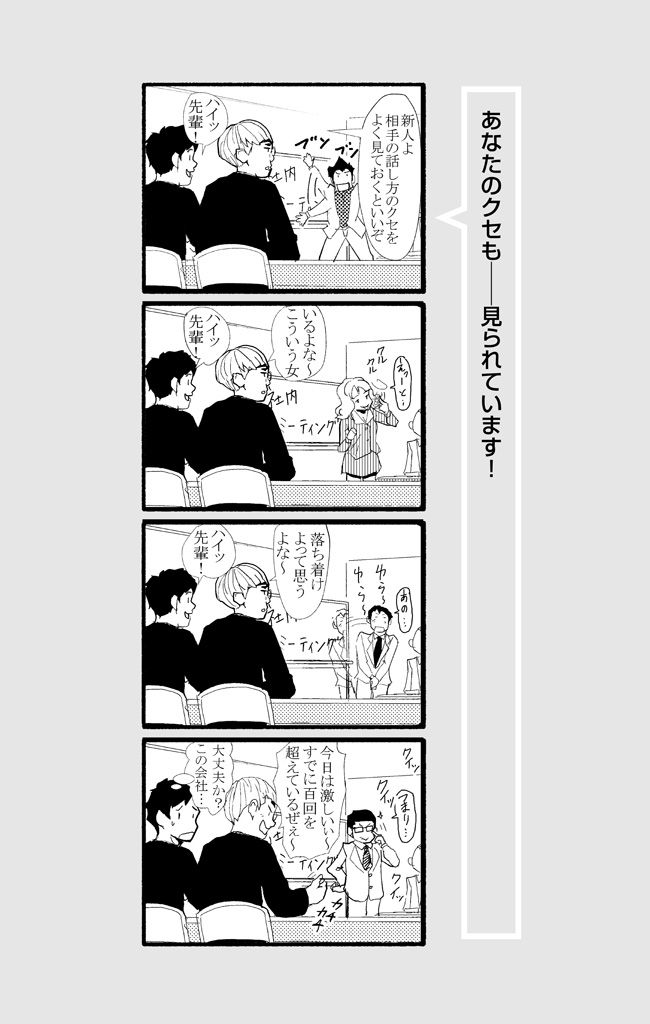 あなたのクセも──見られています！
新人よ
相手の話し方のクセを
よく見ておくといいぞ
ブン
ブン
ハイッ
先輩！
社内
ミーティ
えーと…
クル
クル
いるよな〜
こういう女
ハイッ
先輩！
社内
ミーティング
あの…
ゆら〜
ゆら〜
落ち着け
よって思う
よな〜
ハイッ
先輩！
社内
ミーティング
クイッ
つまり…
クイッ
クイッ
今日は激しいぃ〜
すでに百回を
超えているぜぇ〜
カチ
カチ
大丈夫か？
この会社…
社内
ミーティング